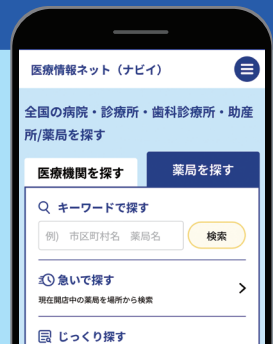 医療情報ネット（ナビイ）
全国の病院・診療所・歯科診療所・助産
所/薬局を探す
医療機関を探す
薬局を探す
キーワードで探す
例) 市区町村名 薬局名
検索
急いで探す
現在開店中の薬局を場所から検索
じっくり探す